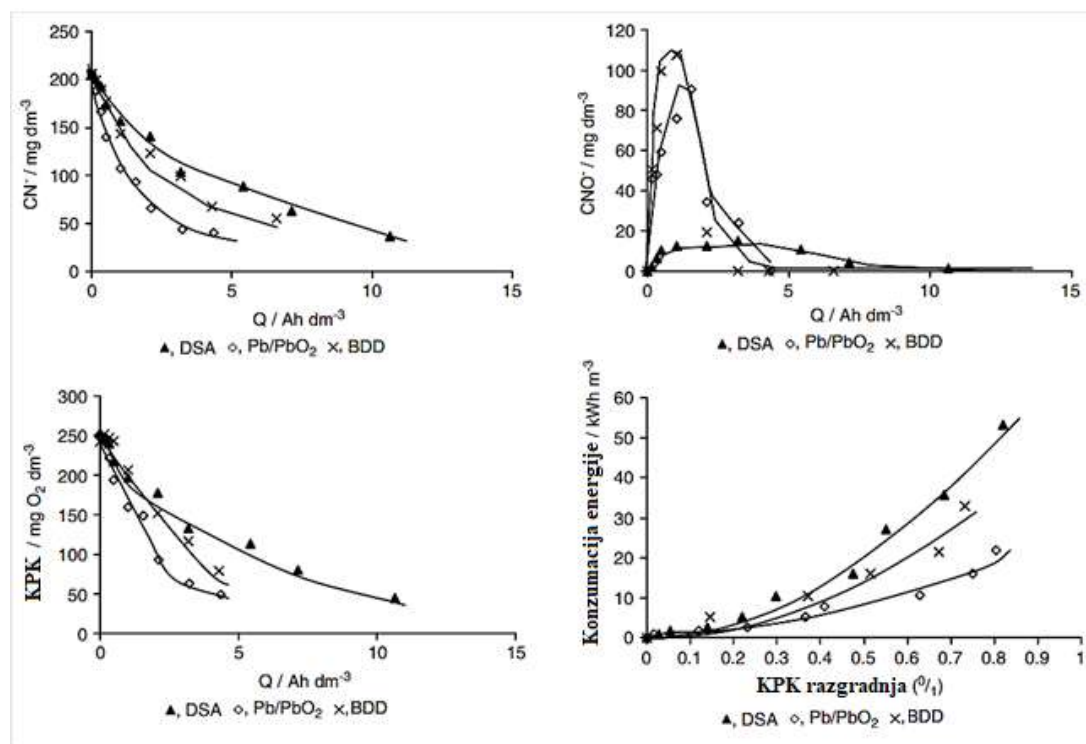 250
200
150
100
50
0
CN⁻ / mg dm⁻³
0 5 10 15
Q / Ah dm⁻³
▲, DSA ◇, Pb/PbO₂ ×, BDD
120
100
80
60
40
20
0
CNO⁻ / mg dm⁻³
0 5 10 15
Q / Ah dm⁻³
▲, DSA ◇, Pb/PbO₂ ×, BDD
300
250
200
150
100
50
0
KPK / mg O₂ dm⁻³
0 5 10 15
Q / Ah dm⁻³
▲, DSA ◇, Pb/PbO₂ ×, BDD
60
50
40
30
20
10
0
Konzumacija energije / kWh m⁻³
0 0.1 0.2 0.3 0.4 0.5 0.6 0.7 0.8 0.9 1
KPK razgradnja (⁰/₁)
▲, DSA ◇, Pb/PbO₂ ×, BDD